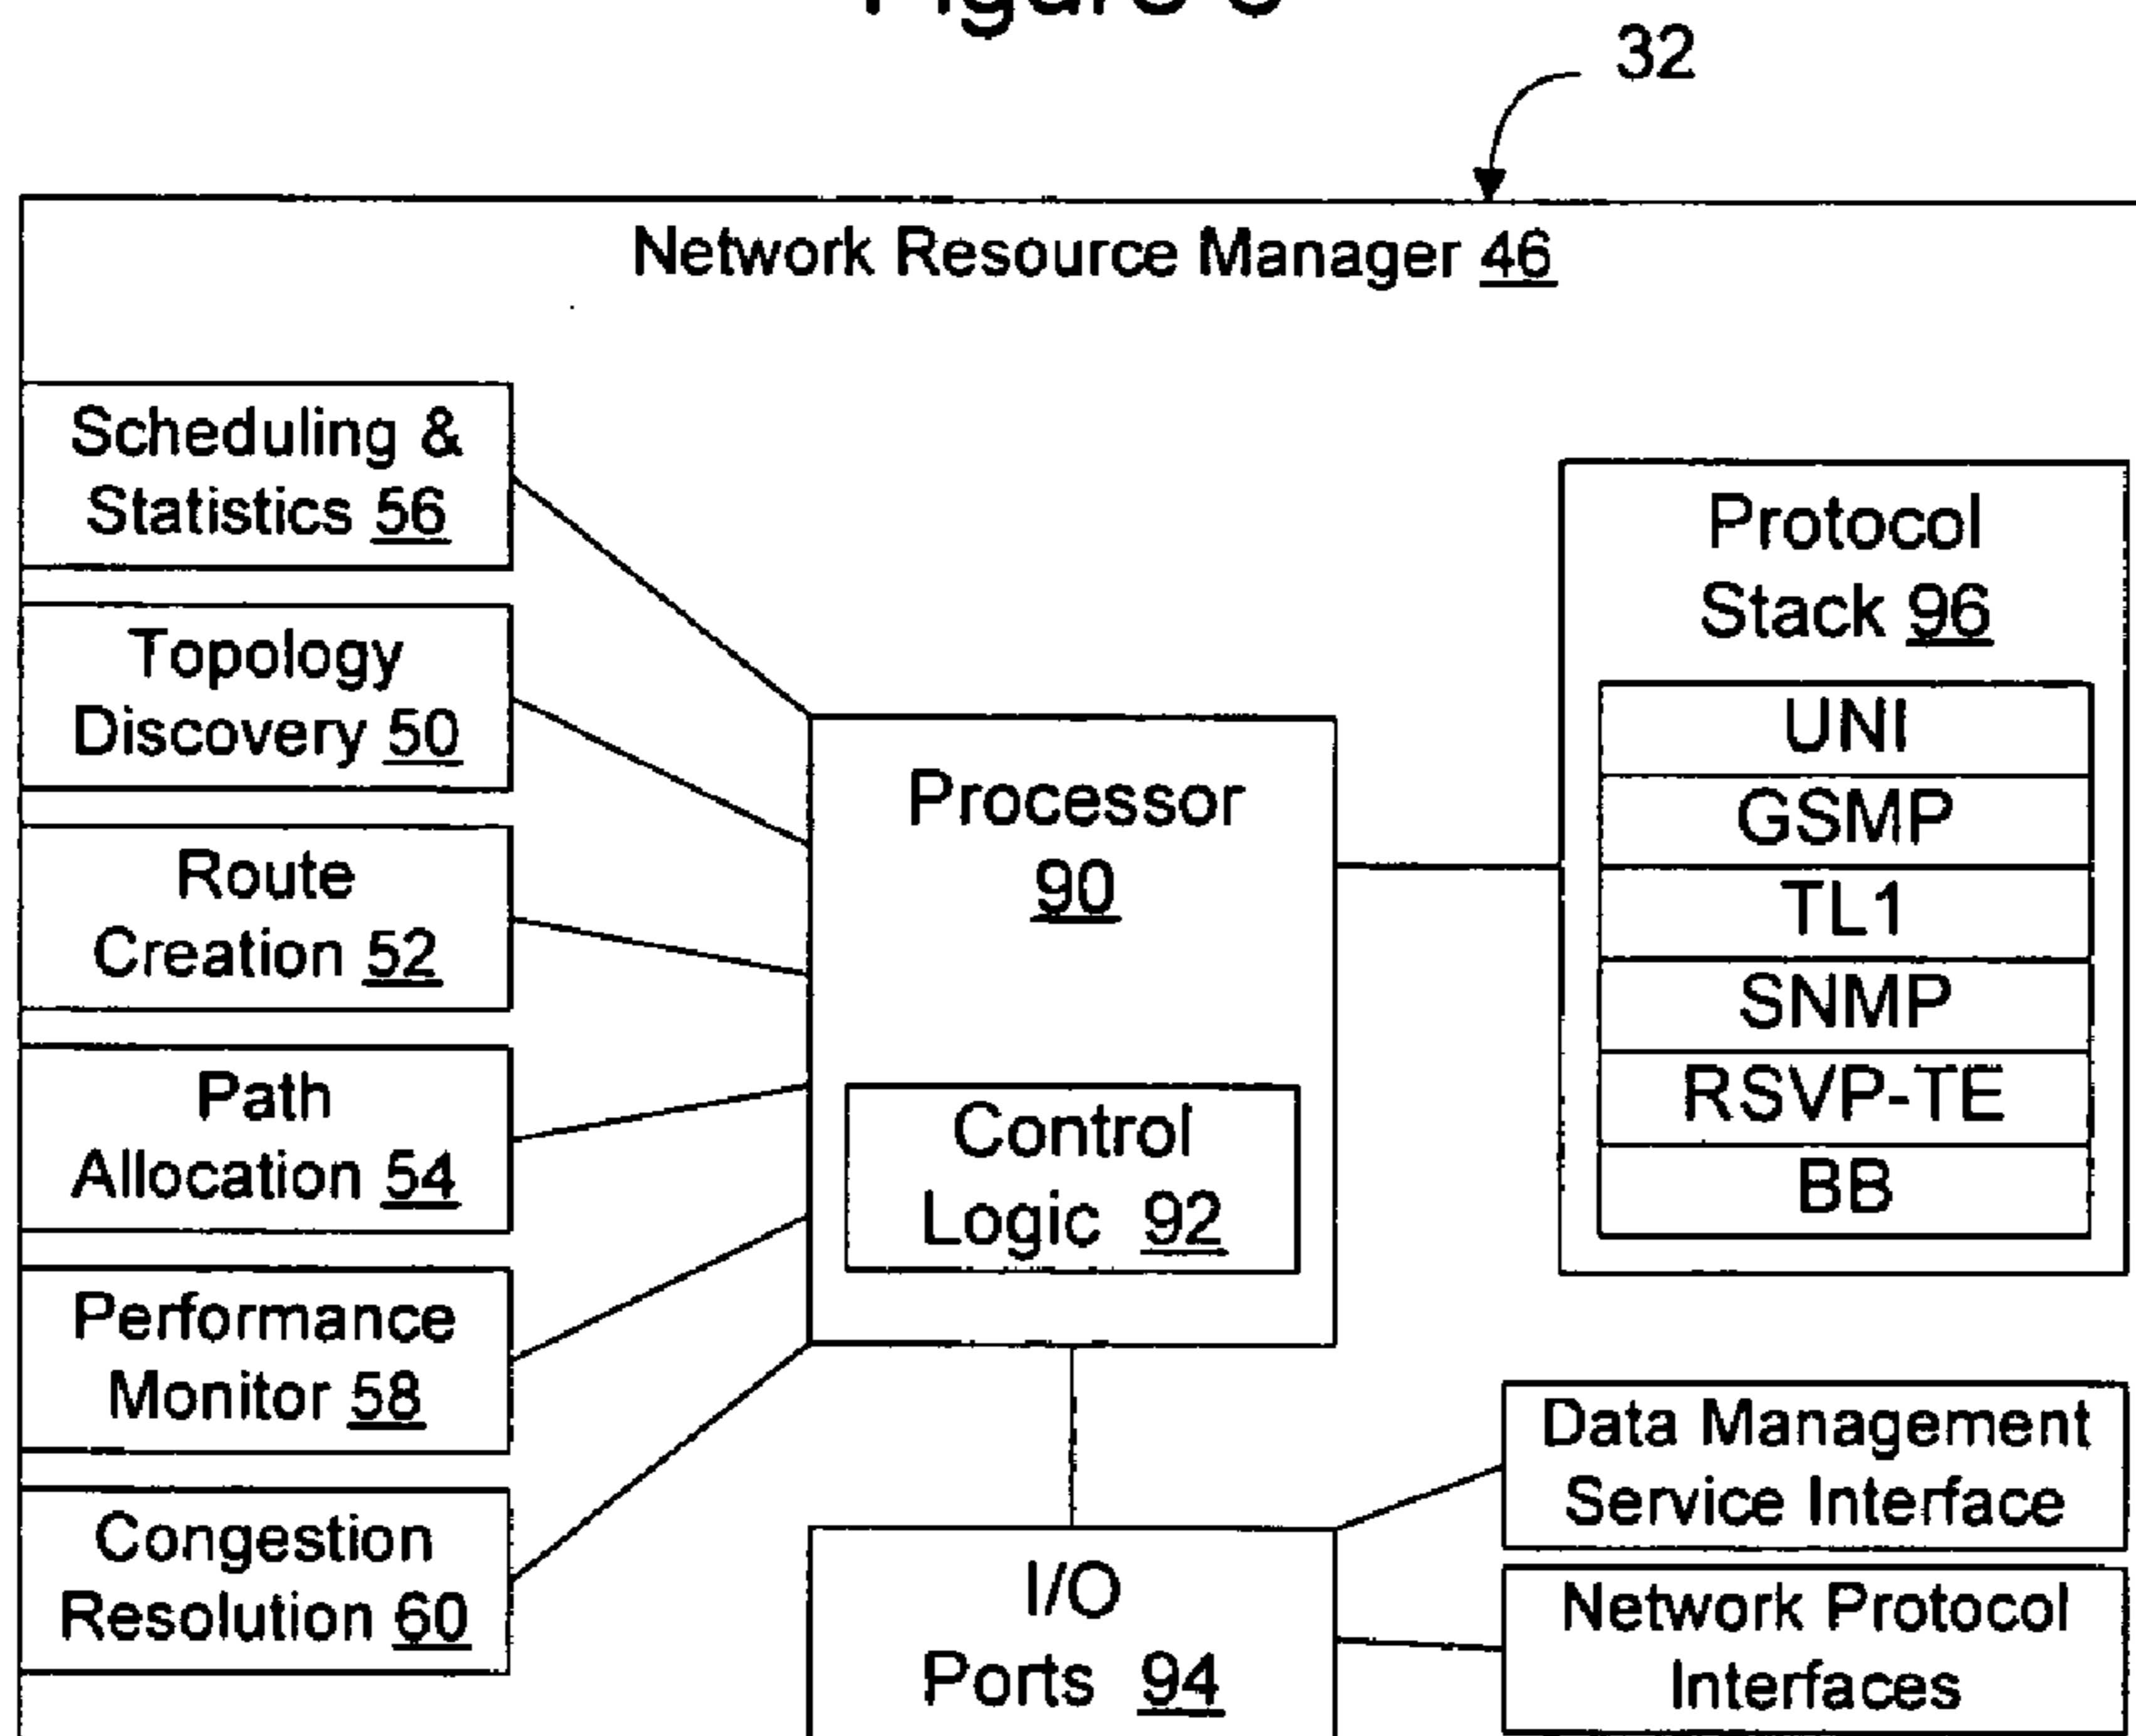 32
Network Resource Manager 46
Scheduling &
Statistics 56
Topology
Discovery 50
Route
Creation 52
Path
Allocation 54
Performance
Monitor 58
Congestion
Resolution 60
Processor
90
Control
Logic 92
I/O
Ports 94
Protocol
Stack 96
UNI
GSMP
TL1
SNMP
RSVP-TE
BB
Data Management
Service Interface
Network Protocol
Interfaces